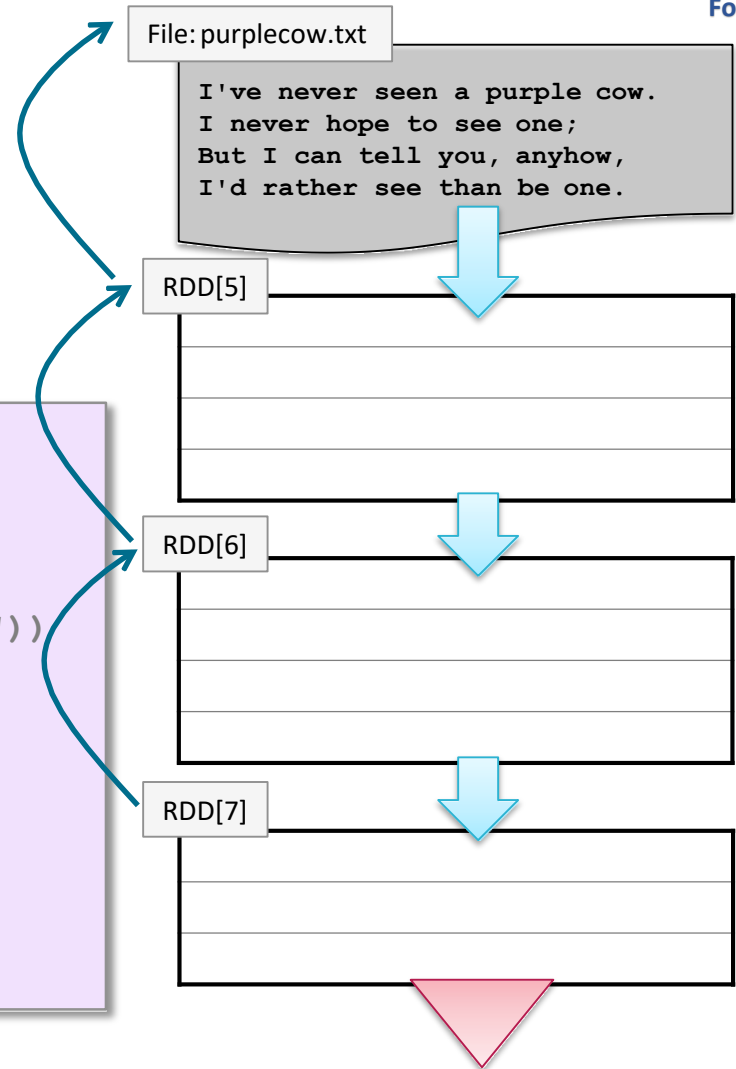 Fo
File: purplecow.txt
I've never seen a purple cow.
I never hope to see one;
But I can tell you, anyhow,
I'd rather see than be one.
RDD[5]
RDD[6]
))
RDD[7]